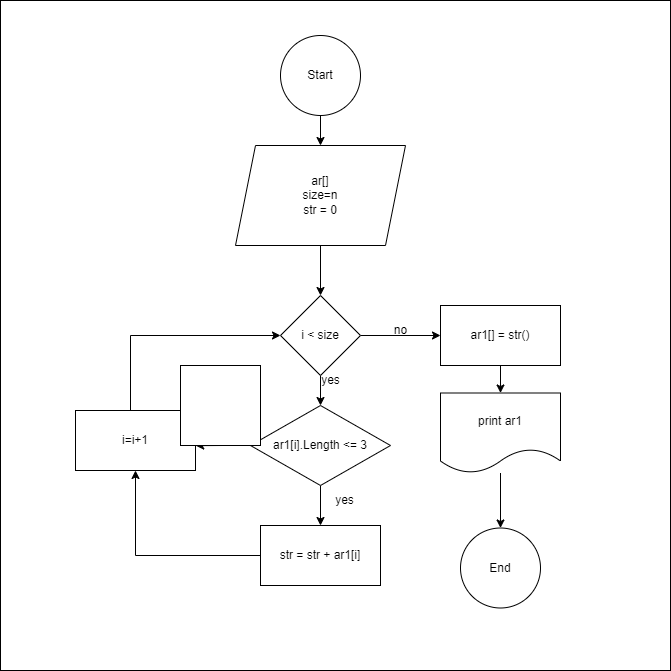 Start
ar[]
size=n
str = 0
i < size
no
ar1[] = str()
yes
print ar1
i=i+1
ar1[i].Length <= 3
yes
str = str + ar1[i]
End